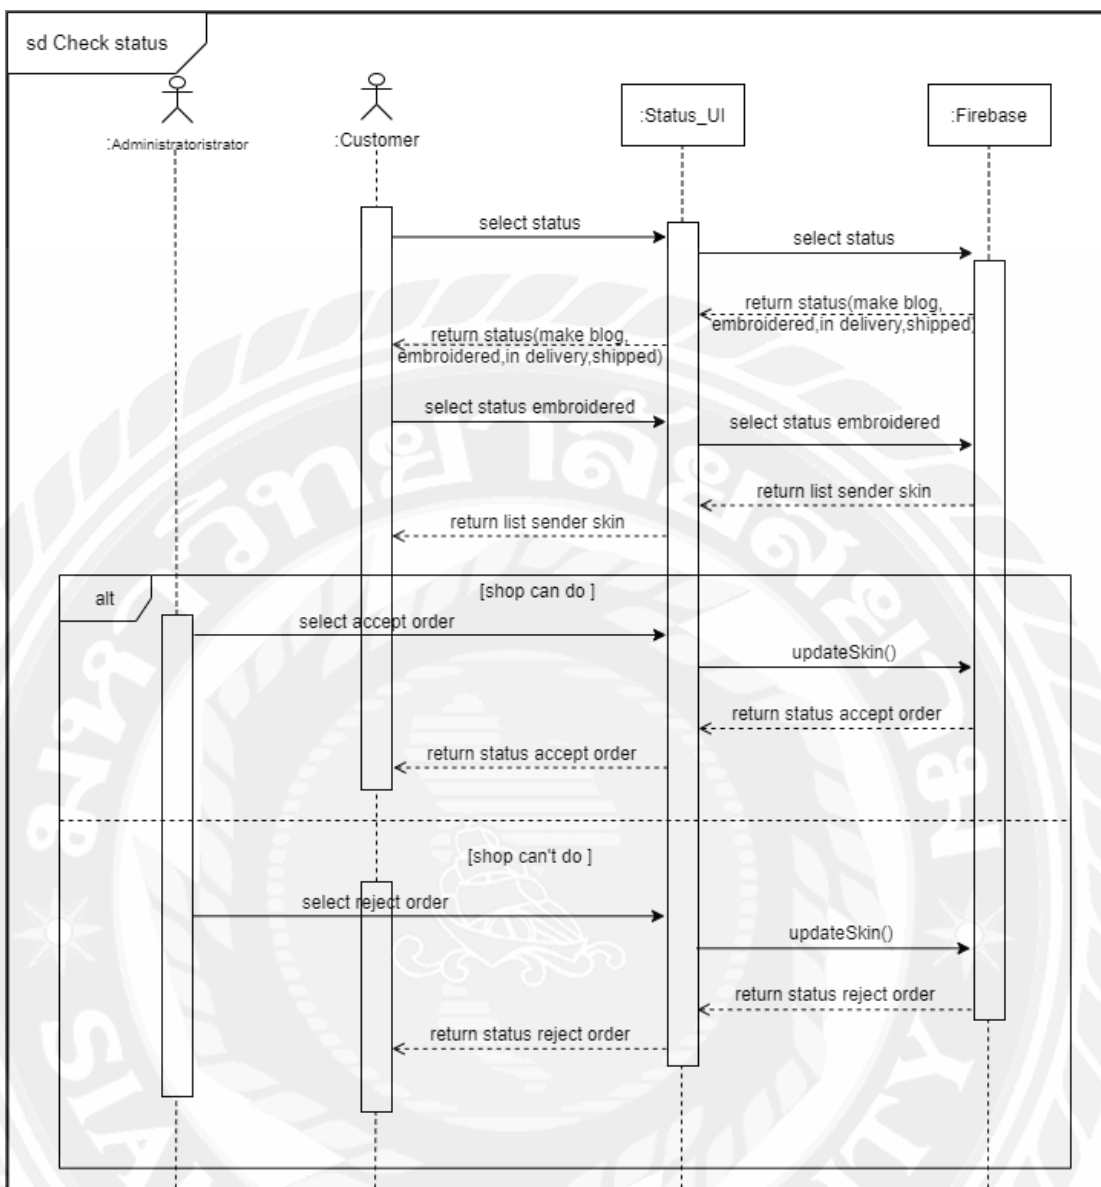 sd Check status
:Administratoristrator
:Customer
:Status_UI
:Firebase
select status
select status
return status(make blog,
embroidered,in delivery,shipped)
return status(make blog,
embroidered,in delivery,shipped)
select status embroidered
select status embroidered
return list sender skin
return list sender skin
alt
[shop can do ]
select accept order
updateSkin()
return status accept order
return status accept order
[shop can't do ]
select reject order
updateSkin()
return status reject order
return status reject order